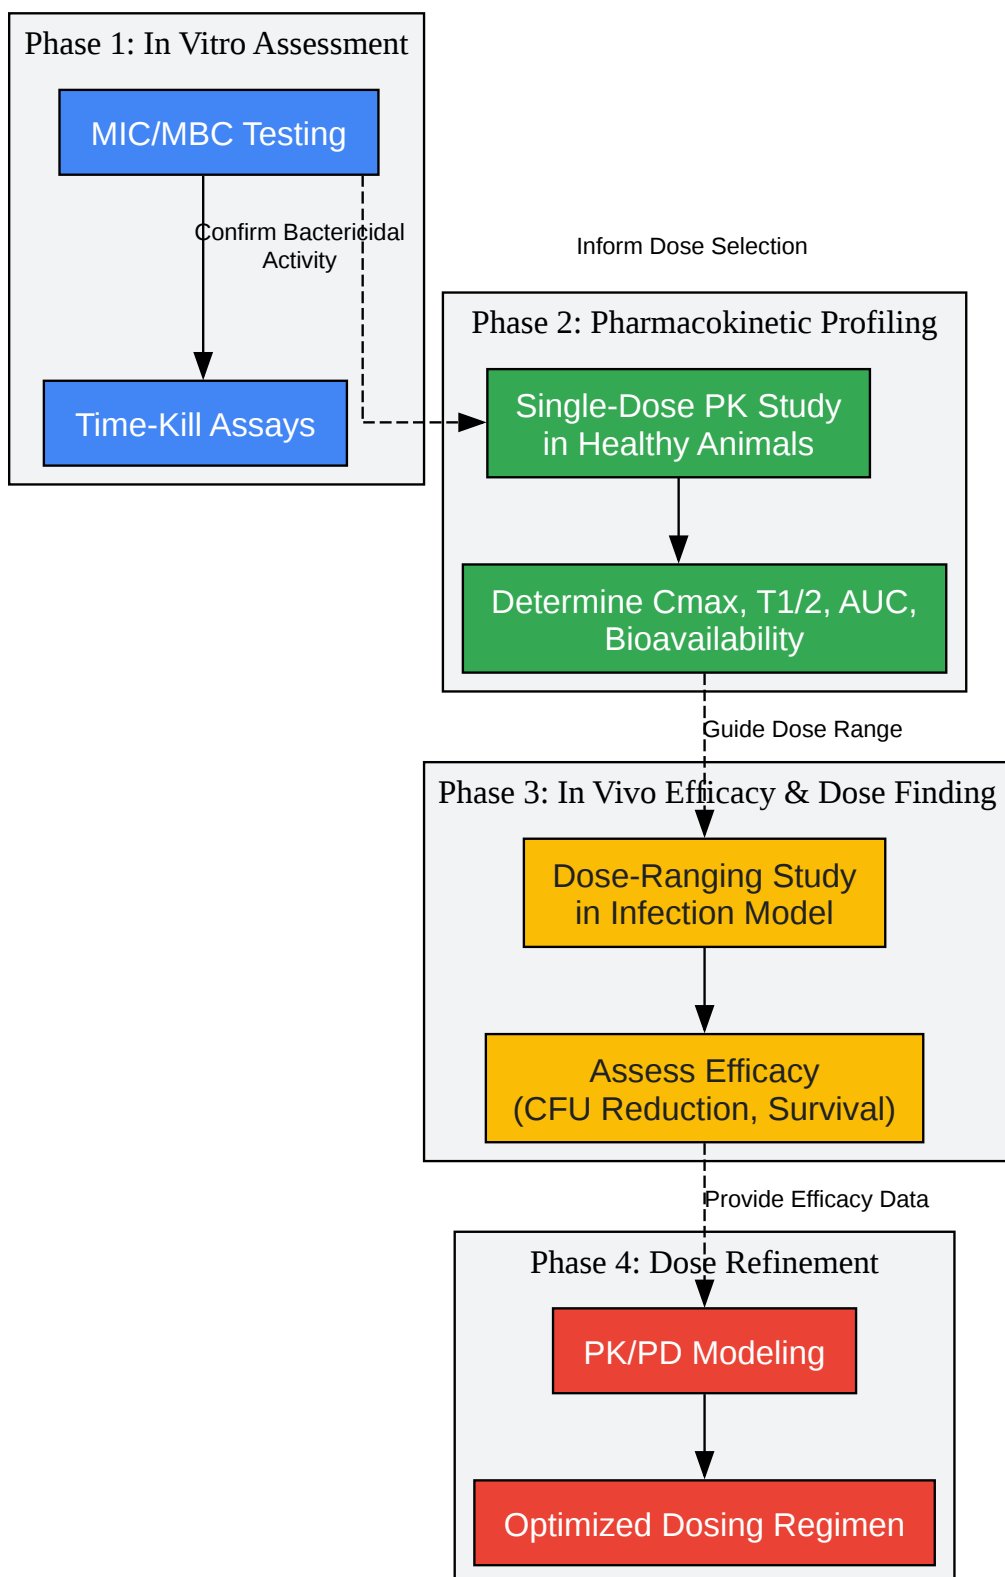 Phase 1: In Vitro Assessment
MIC/MBC Testing
Confirm Bactericidal
Activity
Time-Kill Assays
Inform Dose Selection
Phase 2: Pharmacokinetic Profiling
Single-Dose PK Study
in Healthy Animals
Determine Cmax, T1/2, AUC,
Bioavailability
Guide Dose Range
Phase 3: In Vivo Efficacy & Dose Finding
Dose-Ranging Study
in Infection Model
Assess Efficacy
(CFU Reduction, Survival)
Provide Efficacy Data
Phase 4: Dose Refinement
PK/PD Modeling
Optimized Dosing Regimen